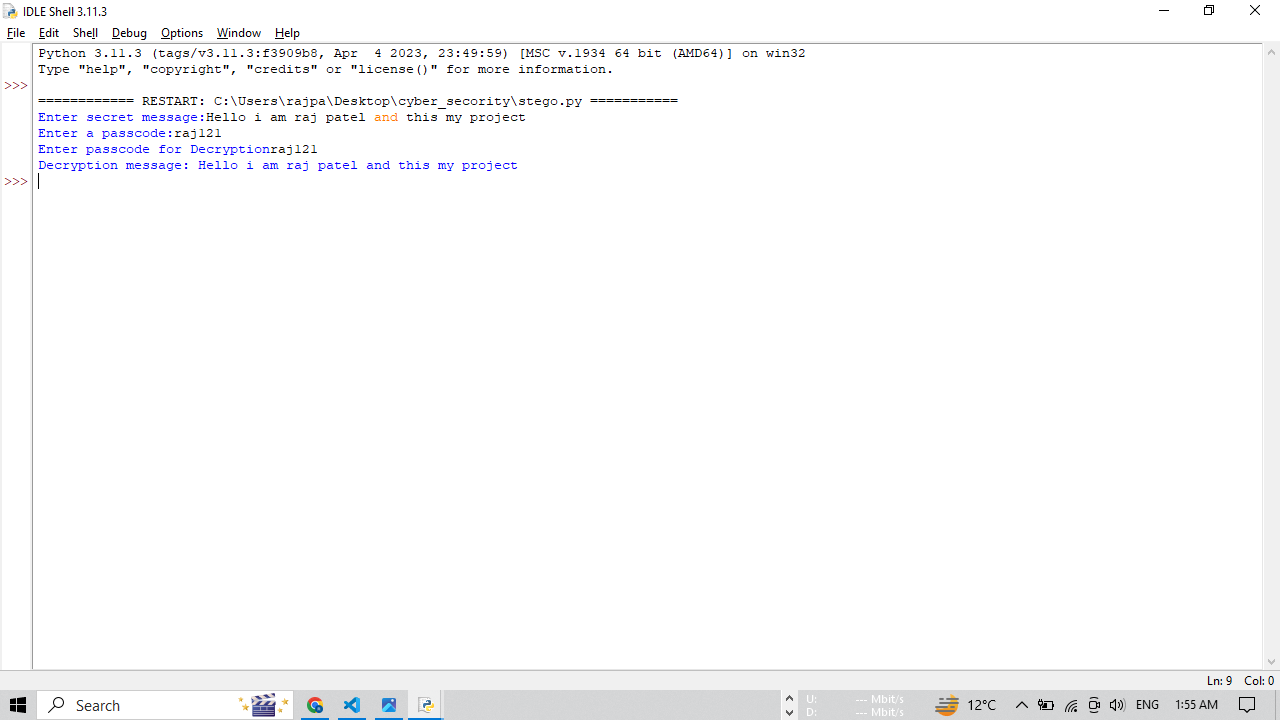 IDLE Shell 3.11.3
File Edit Shell Debug Options Window Help
Python 3.11.3 (tags/v3.11.3:f3909b8, Apr  4 2023, 23:49:59) [MSC v.1934 64 bit (AMD64)] on win32
Type "help", "copyright", "credits" or "license()" for more information.
>>>
============ RESTART: C:\Users\rajpa\Desktop\cyber_secority\stego.py ===========
Enter secret message:Hello i am raj patel and this my project
Enter a passcode:raj121
Enter passcode for Decryptionraj121
Decryption message: Hello i am raj patel and this my project
>>>
Ln: 9 Col: 0
Search
U: --- Mbit/s
D: --- Mbit/s
12°C
ENG
1:55 AM